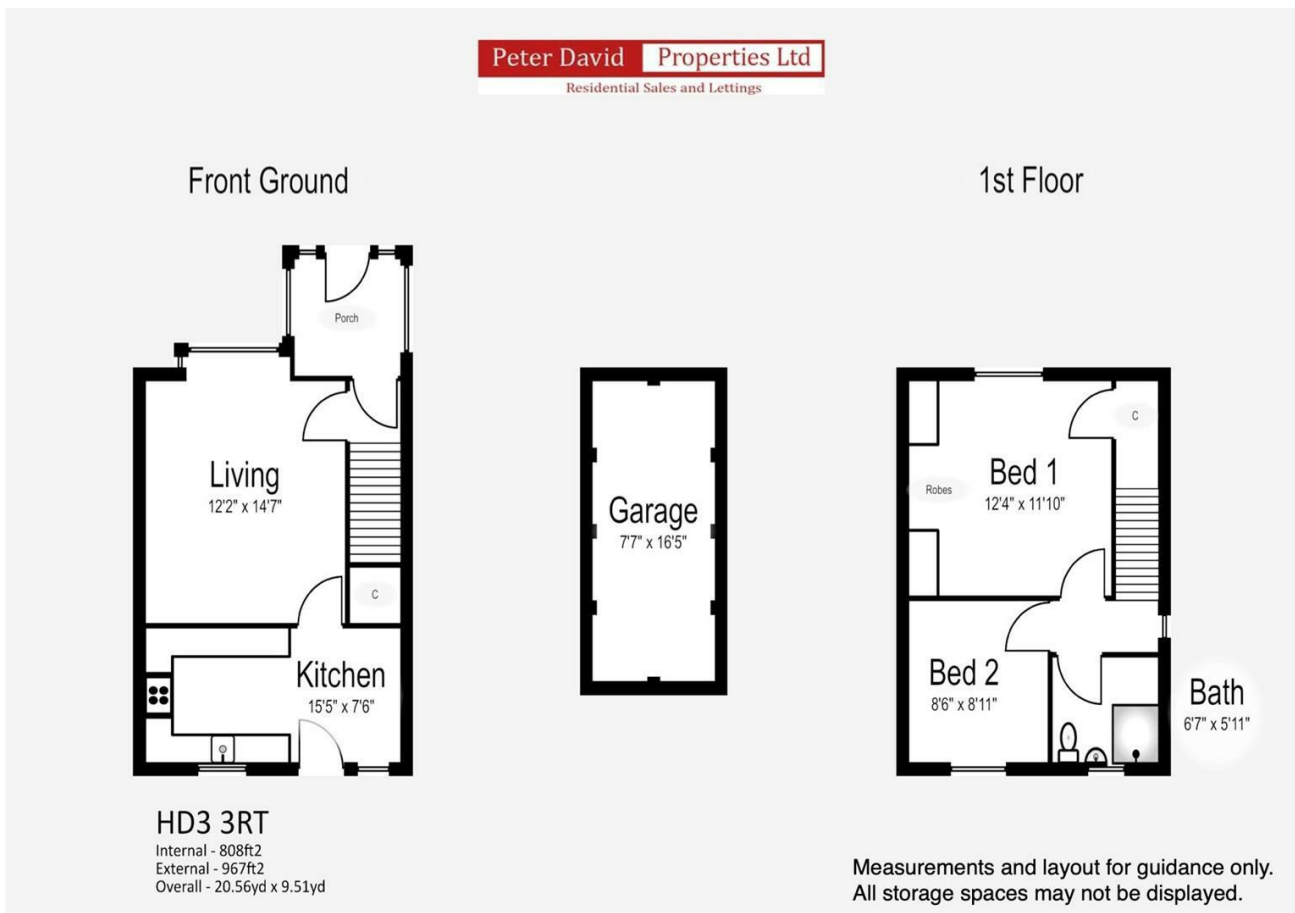 Peter David Properties Ltd
Residential Sales and Lettings
Front Ground
1st Floor
Porch
Living
12'2" x 14'7"
C
Kitchen
15'5" x 7'6"
Garage
7'7" x 16'5"
C
Robes
Bed 1
12'4" x 11'10"
Bed 2
8'6" x 8'11"
Bath
6'7" x 5'11"
HD3 3RT
Internal - 808ft2
External - 967ft2
Overall - 20.56yd x 9.51yd
Measurements and layout for guidance only.
All storage spaces may not be displayed.